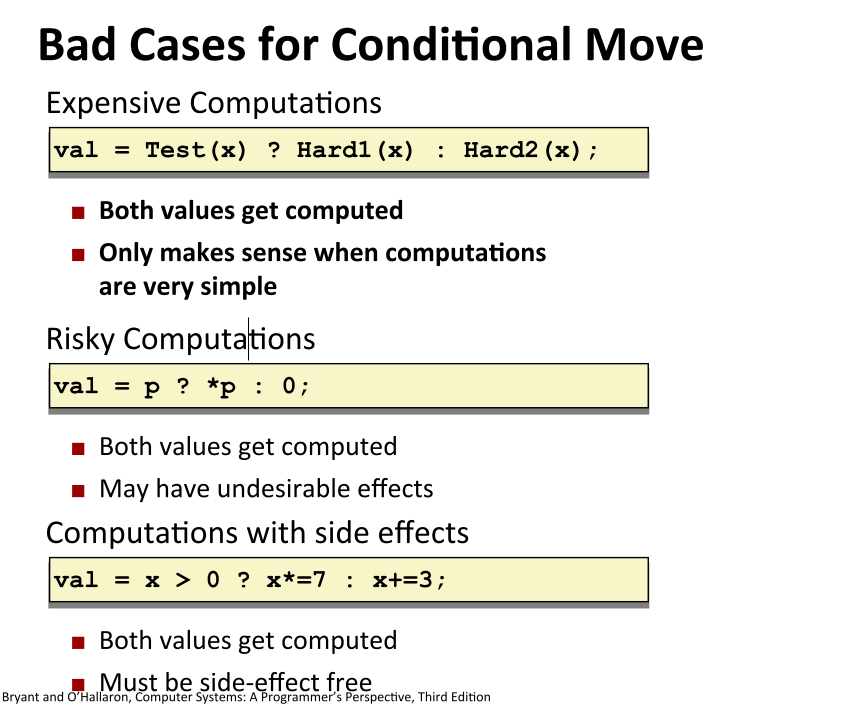 Bad Cases for Conditional Move
Expensive Computations
val = Test(x) ? Hard1(x) : Hard2(x);
Both values get computed
Only makes sense when computations
are very simple
Risky Computations
val = p ? *p : 0;
Both values get computed
May have undesirable effects
Computations with side effects
val = x > 0 ? x*=7 : x+=3;
Both values get computed
Must be side-effect free
Bryant and O’Hallaron, Computer Systems: A Programmer’s Perspective, Third Edition